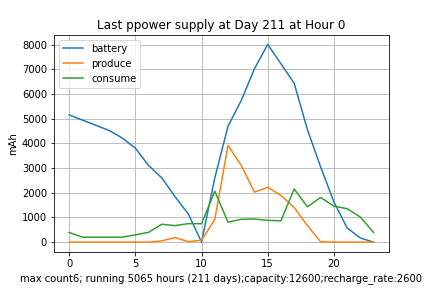 Last ppower supply at Day 211 at Hour 0
8000
7000
6000
5000
4000
3000
2000
1000
0
mAh
battery
produce
consume
0
5
10
15
20
max count6; running 5065 hours (211 days);capacity:12600;recharge_rate:2600